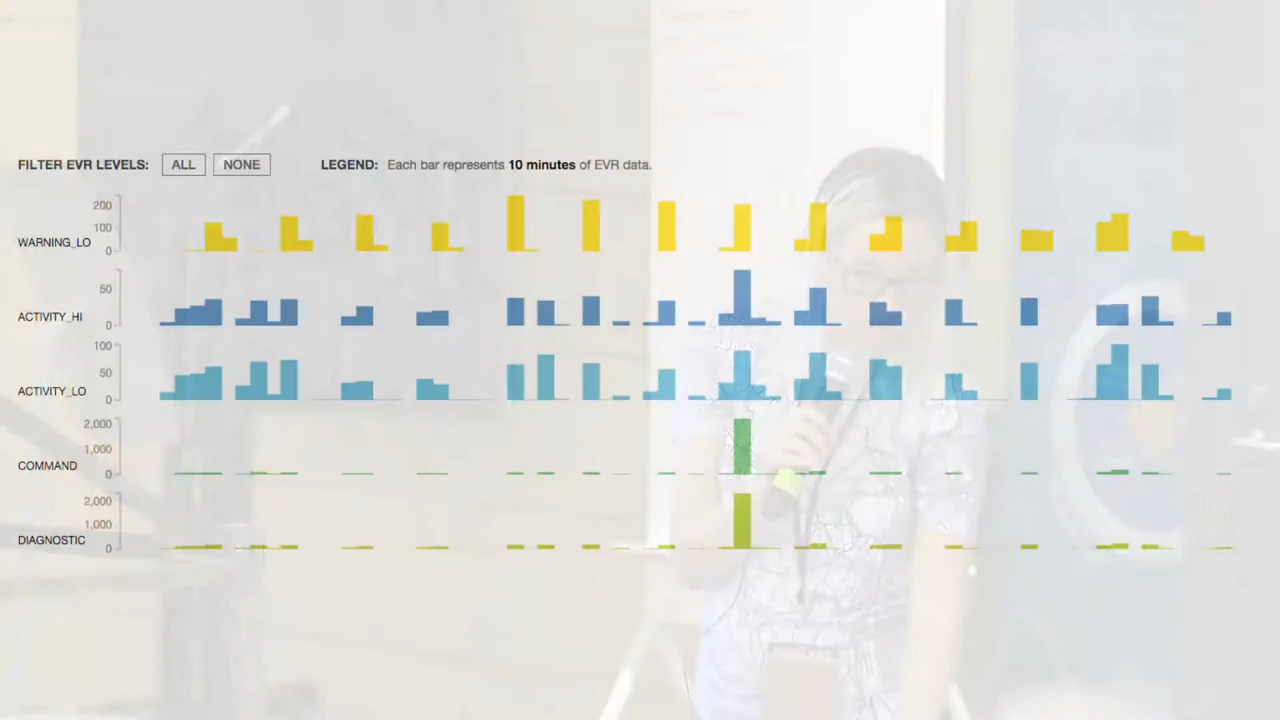 FILTER EVR LEVELS: ALL NONE LEGEND: Each bar represents 10 minutes of EVR data.
200
100
0
WARNING_LO
50
0
ACTIVITY_HI
100
50
0
ACTIVITY_LO
2,000
1,000
0
COMMAND
2,000
1,000
0
DIAGNOSTIC